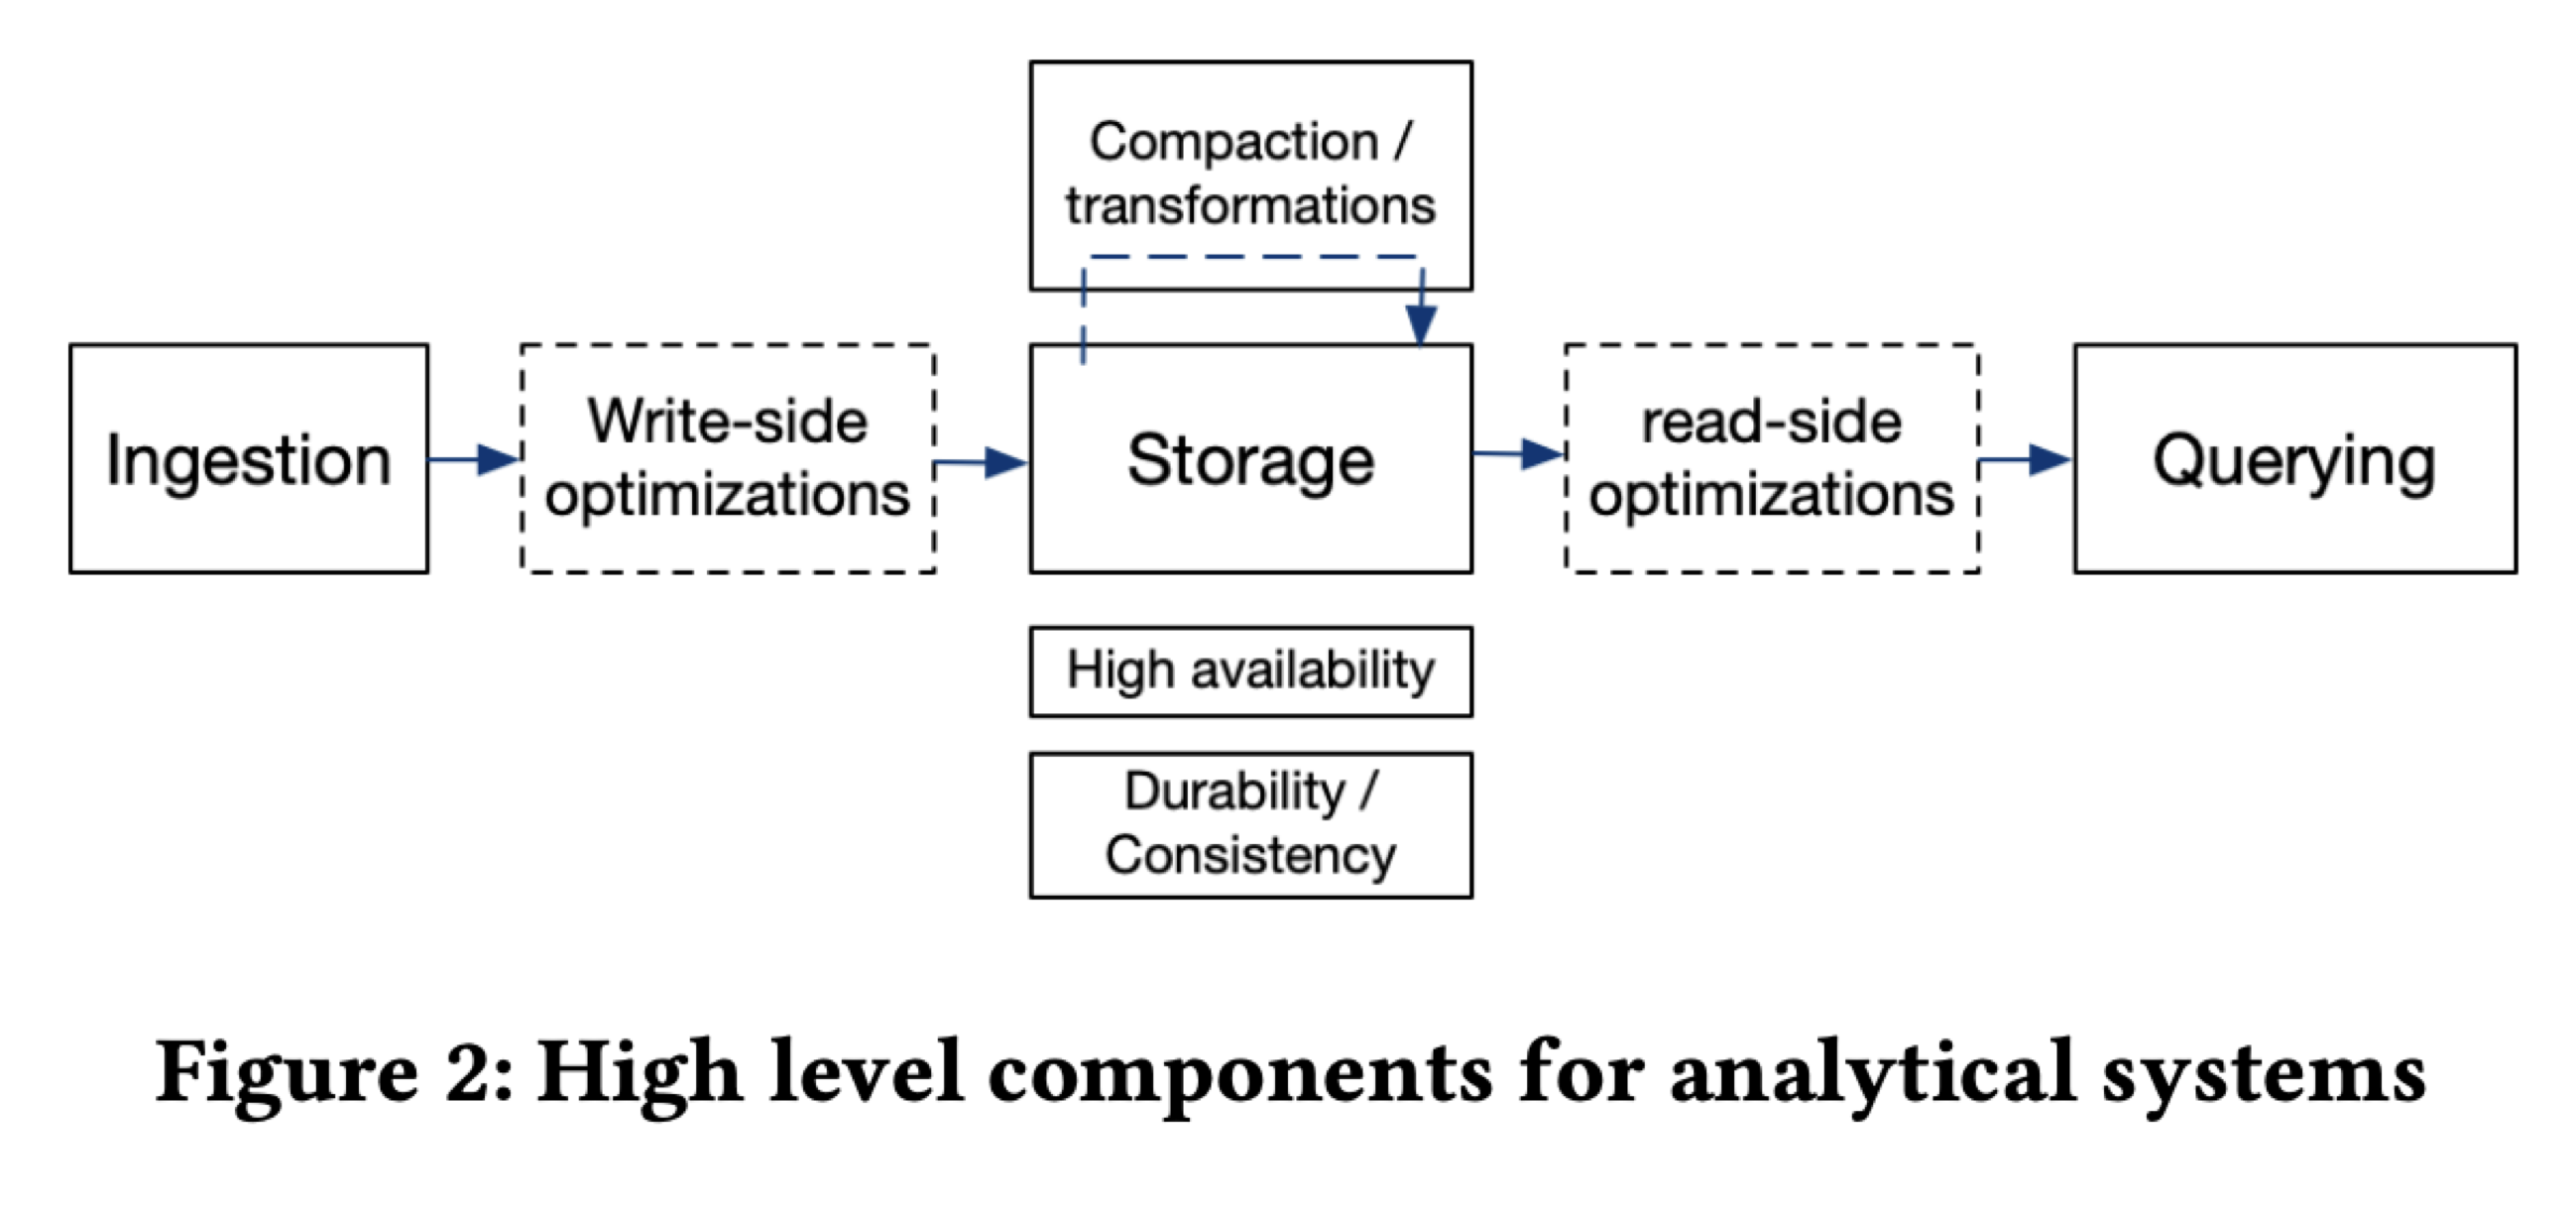 Compaction /
transformations
Ingestion
Write-side
optimizations
Storage
read-side
optimizations
Querying
High availability
Durability /
Consistency
Figure 2: High level components for analytical systems